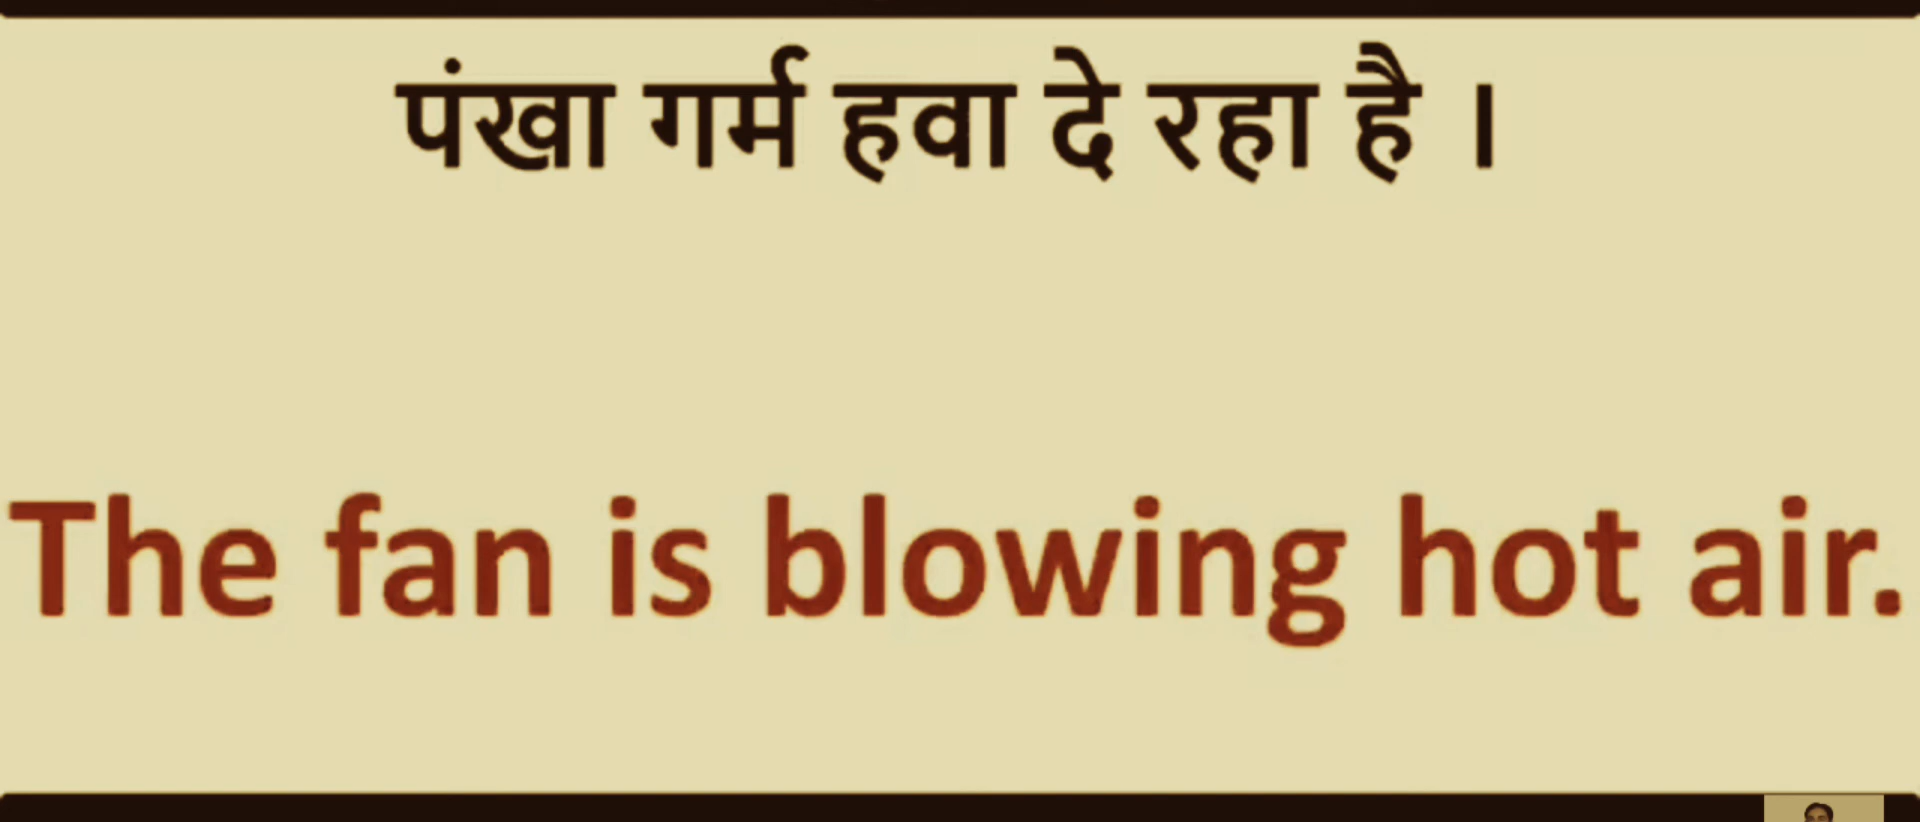 पंखा गर्म हवा दे रहा है ।
The fan is blowing hot air.